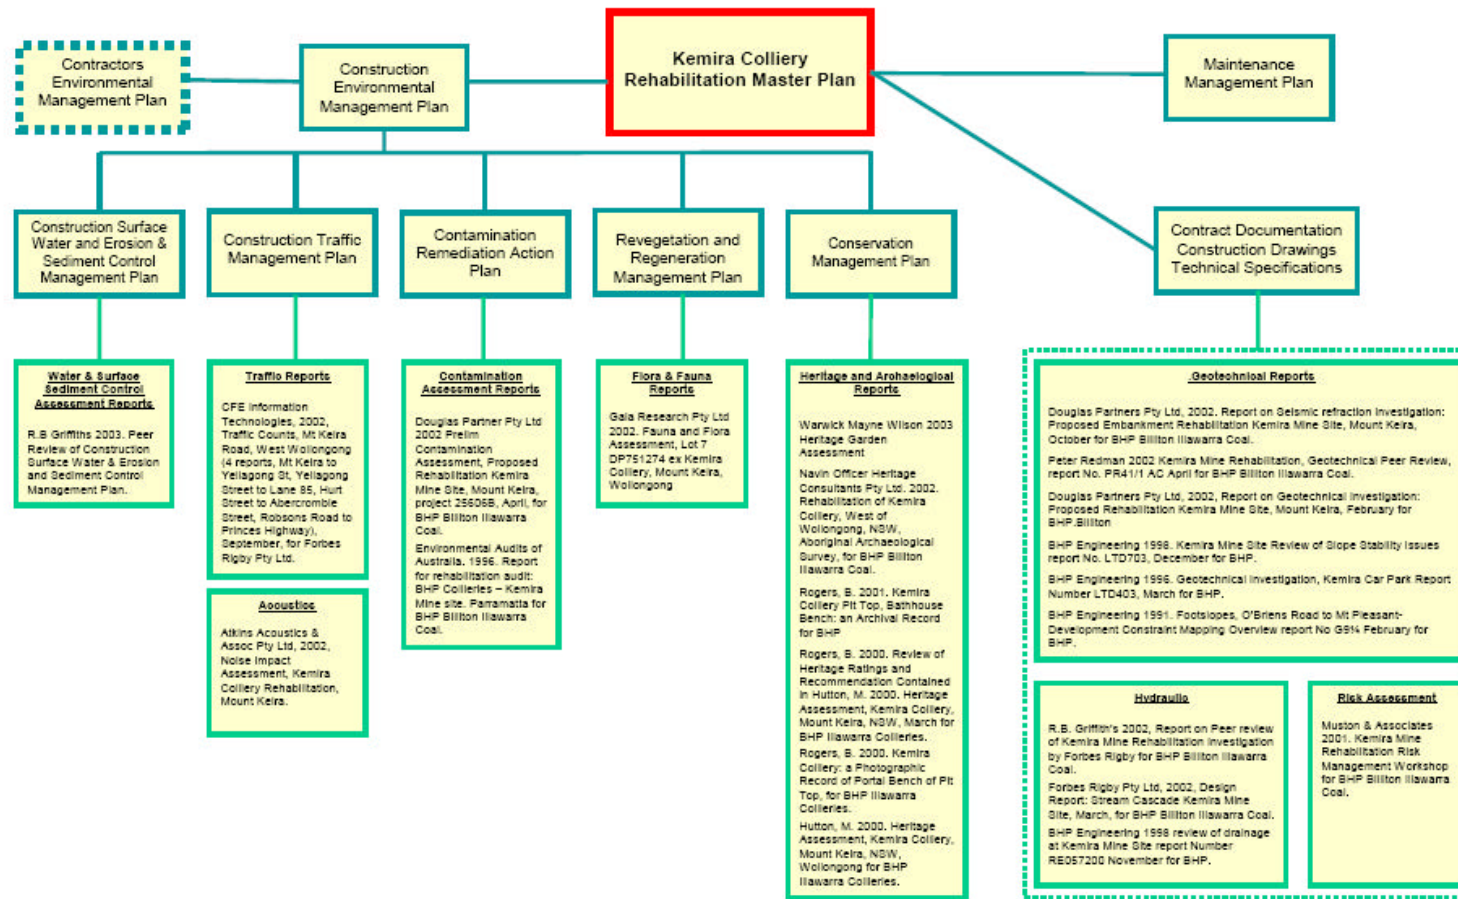 Kemira Colliery
Rehabilitation Master Plan
Contractors
Environmental
Management Plan
Construction
Environmental
Management Plan
Maintenance
Management Plan
Construction Surface
Water and Erosion &
Sediment Control
Management Plan
Construction Traffic
Management Plan
Contamination
Remediation Action
Plan
Revegetation and
Regeneration
Management Plan
Conservation
Management Plan
Contract Documentation
Construction Drawings
Technical Specifications
Water & Surface
Sediment Control
Assessment Reports
R.B Griffiths 2003. Peer
Review of Construction
Surface Water & Erosion
and Sediment Control
Management Plan.
Traffic Reports
CFE Information
Technologies, 2002,
Traffic Counts, Mt Keira
Road, West Wollongong
(4 reports, Mt Keira to
Yellagong St, Yellagong
Street to Lane 85, Hurt
Street to Abercrombie
Street, Robsons Road to
Princes Highway),
September, for Forbes
Rigby Pty Ltd.
Acoustics
Atkins Acoustics &
Assoc Pty Ltd, 2002,
Noise Impact
Assessment, Kemira
Colliery Rehabilitation,
Mount Keira.
Contamination
Assessment Reports
Douglas Partner Pty Ltd
2002 Prelim
Contamination
Assessment, Proposed
Rehabilitation Kemira
Mine Site, Mount Keira,
project 25606B, April, for
BHP Billiton Illawarra
Coal.
Environmental Audits of
Australia. 1996. Report
for rehabilitation audit:
BHP Collieries – Kemira
Mine site. Parramatta for
BHP Billiton Illawarra
Coal.
Flora & Fauna
Reports
Gaia Research Pty Ltd
2002. Fauna and Flora
Assessment, Lot 7
DP751274 ex Kemira
Colliery, Mount Keira,
Wollongong
Heritage and Archaelogical
Reports
Warwick Mayne Wilson 2003
Heritage Garden
Assessment
Navin Officer Heritage
Consultants Pty Ltd. 2002.
Rehabilitation of Kemira
Colliery, West of
Wollongong, NSW,
Aboriginal Archaeological
Survey, for BHP Billiton
Illawarra Coal.
Rogers, B. 2001. Kemira
Colliery Pit Top, Bathhouse
Bench: an Archival Record
for BHP
Rogers, B. 2000. Review of
Heritage Ratings and
Recommendation Contained
in Hutton, M. 2000. Heritage
Assessment, Kemira Colliery,
Mount Keira, NSW, March for
BHP Illawarra Collieries.
Rogers, B. 2000. Kemira
Colliery: a Photographic
Record of Portal Bench of Pit
Top, for BHP Illawarra
Collieries.
Hutton, M. 2000. Heritage
Assessment, Kemira Colliery,
Mount Keira, NSW,
Wollongong for BHP
Illawarra Collieries.
.Geotechnical Reports
Douglas Partners Pty Ltd, 2002. Report on Seismic refraction Investigation:
Proposed Embankment Rehabilitation Kemira Mine Site, Mount Keira,
October for BHP Billiton Illawarra Coal.
Peter Redman 2002 Kemira Mine Rehabilitation, Geotechnical Peer Review,
report No. PR41/1 AC April for BHP Billiton Illawarra Coal.
Douglas Partners Pty Ltd, 2002, Report on Geotechnical Investigation:
Proposed Rehabilitation Kemira Mine Site, Mount Keira, February for
BHP.Billiton
BHP Engineering 1998. Kemira Mine Site Review of Slope Stability Issues
report No. LTD703, December for BHP.
BHP Engineering 1996. Geotechnical Investigation, Kemira Car Park Report
Number LTD403, March for BHP.
BHP Engineering 1991. Footslopes, O'Briens Road to Mt Pleasant-
Development Constraint Mapping Overview report No G9¼ February for
BHP.
Hydraulic
R.B. Griffith's 2002, Report on Peer review
of Kemira Mine Rehabilitation Investigation
by Forbes Rigby for BHP Billiton Illawarra
Coal.
Forbes Rigby Pty Ltd, 2002, Design
Report: Stream Cascade Kemira Mine
Site, March, for BHP Billiton Illawarra Coal.
BHP Engineering 1998 review of drainage
at Kemira Mine Site report Number
RE057200 November for BHP.
Risk Assessment
Muston & Associates
2001. Kemira Mine
Rehabilitation Risk
Management Workshop
for BHP Billiton Illawarra
Coal.